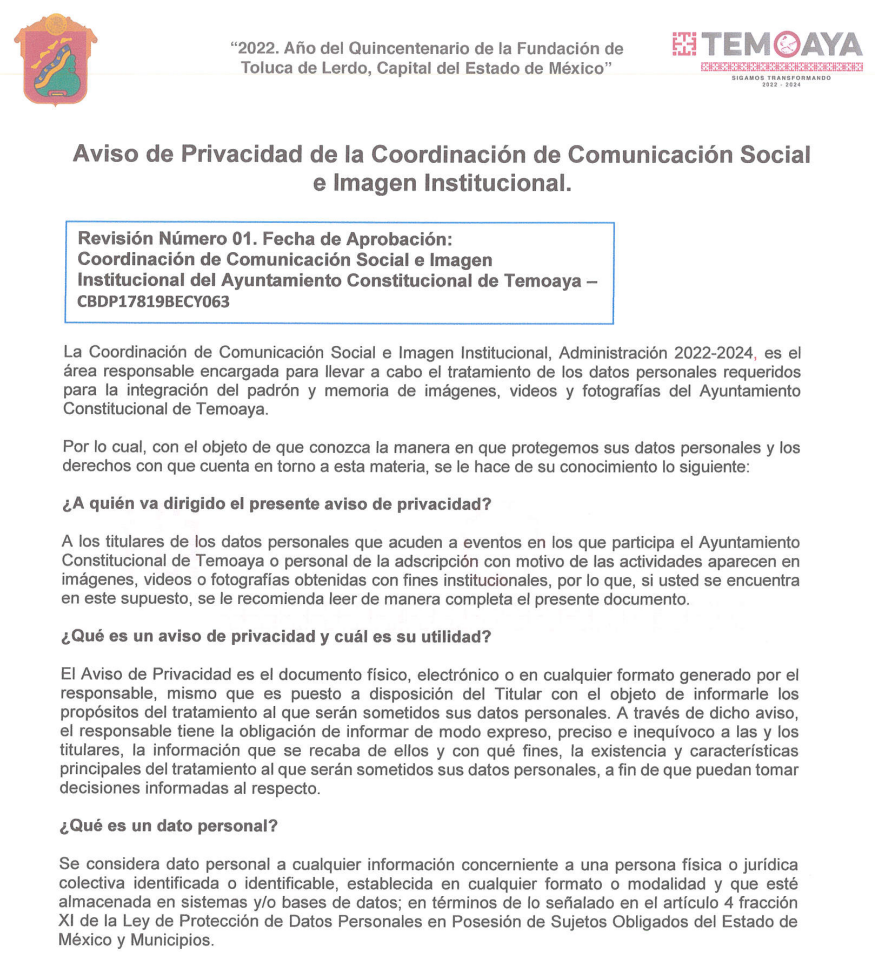 “2022. Año del Quincentenario de la Fundación de
Toluca de Lerdo, Capital del Estado de México”
TEMOAYA
SIGAMOS TRANSFORMANDO
2022 - 2024
Aviso de Privacidad de la Coordinación de Comunicación Social
e Imagen Institucional.
Revisión Número 01. Fecha de Aprobación:
Coordinación de Comunicación Social e Imagen
Institucional del Ayuntamiento Constitucional de Temoaya –
CBDP17819BECY063
La Coordinación de Comunicación Social e Imagen Institucional, Administración 2022-2024, es el
área responsable encargada para llevar a cabo el tratamiento de los datos personales requeridos
para la integración del padrón y memoria de imágenes, videos y fotografías del Ayuntamiento
Constitucional de Temoaya.
Por lo cual, con el objeto de que conozca la manera en que protegemos sus datos personales y los
derechos con que cuenta en torno a esta materia, se le hace de su conocimiento lo siguiente:
¿A quién va dirigido el presente aviso de privacidad?
A los titulares de los datos personales que acuden a eventos en los que participa el Ayuntamiento
Constitucional de Temoaya o personal de la adscripción con motivo de las actividades aparecen en
imágenes, videos o fotografías obtenidas con fines institucionales, por lo que, si usted se encuentra
en este supuesto, se le recomienda leer de manera completa el presente documento.
¿Qué es un aviso de privacidad y cuál es su utilidad?
El Aviso de Privacidad es el documento físico, electrónico o en cualquier formato generado por el
responsable, mismo que es puesto a disposición del Titular con el objeto de informarle los
propósitos del tratamiento al que serán sometidos sus datos personales. A través de dicho aviso,
el responsable tiene la obligación de informar de modo expreso, preciso e inequívoco a las y los
titulares, la información que se recaba de ellos y con qué fines, la existencia y características
principales del tratamiento al que serán sometidos sus datos personales, a fin de que puedan tomar
decisiones informadas al respecto.
¿Qué es un dato personal?
Se considera dato personal a cualquier información concerniente a una persona física o jurídica
colectiva identificada o identificable, establecida en cualquier formato o modalidad y que esté
almacenada en sistemas y/o bases de datos; en términos de lo señalado en el artículo 4 fracción
XI de la Ley de Protección de Datos Personales en Posesión de Sujetos Obligados del Estado de
México y Municipios.